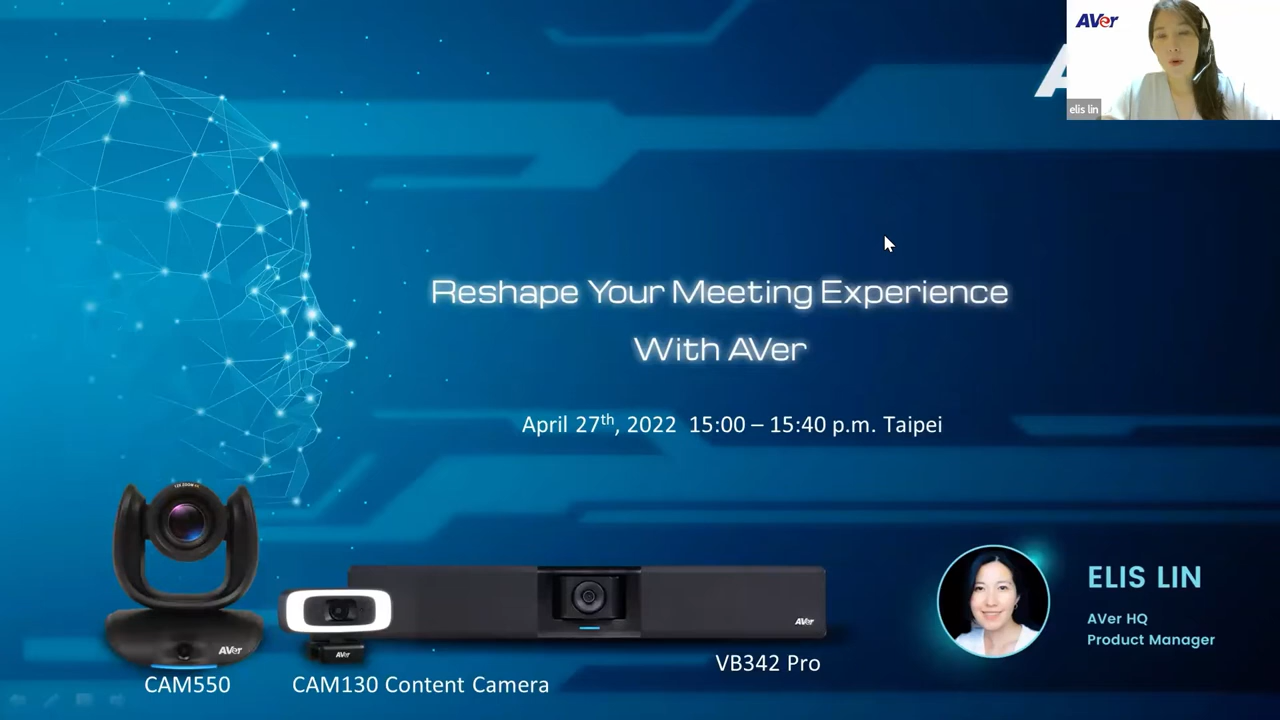 AVer
elis lin
A
Reshape Your Meeting Experience
With AVer
April 27th, 2022 15:00 – 15:40 p.m. Taipei
ELIS LIN
AVer HQ
Product Manager
AVer
AVer
AVer
VB342 Pro
CAM550
CAM130 Content Camera